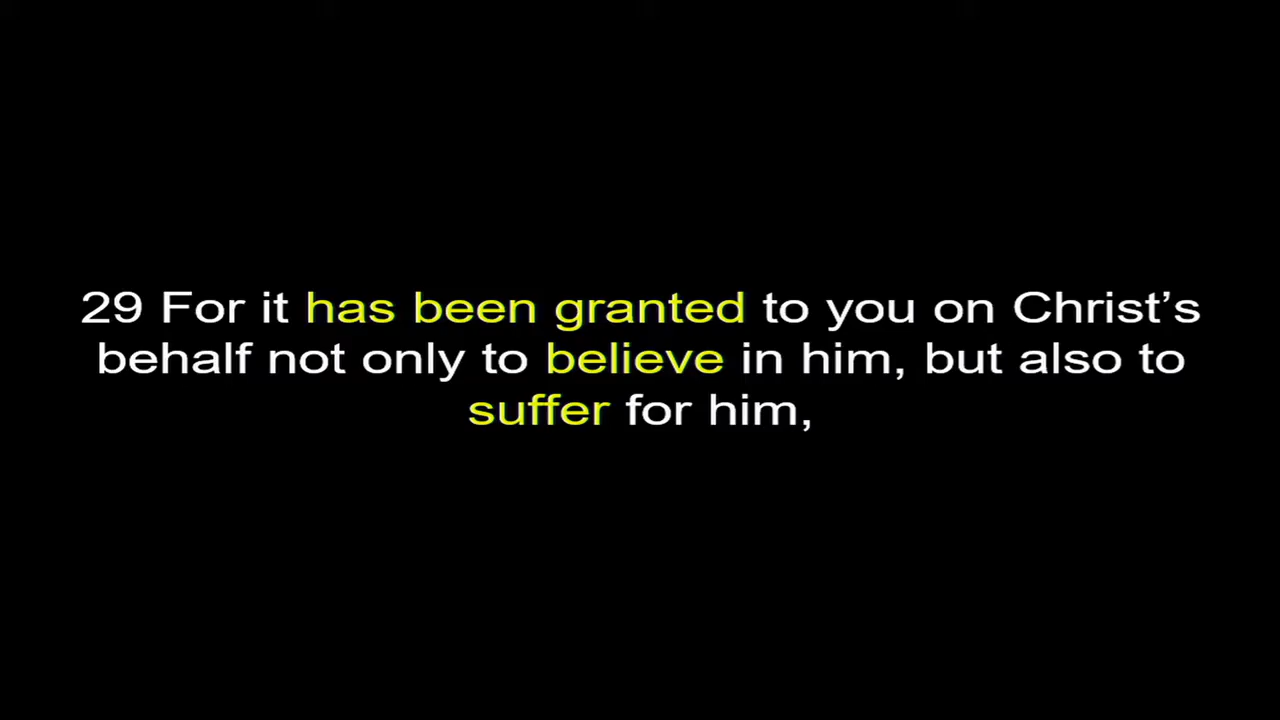 29 For it has been granted to you on Christ’s
behalf not only to believe in him, but also to
suffer for him,